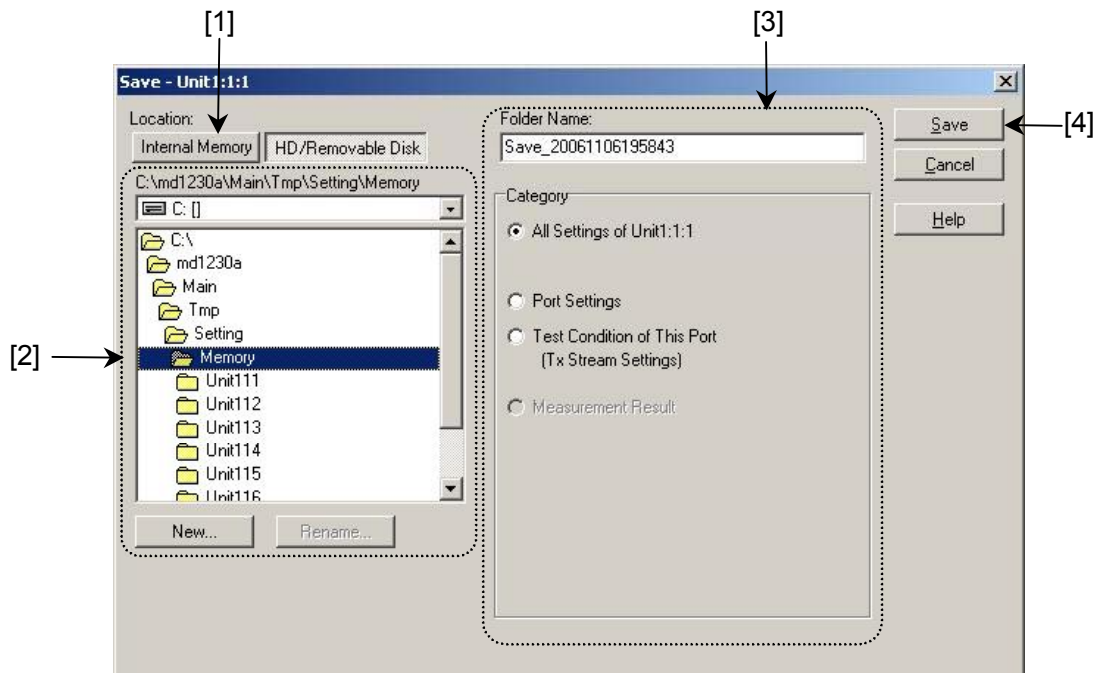 [1]
[3]
Save - Unit1:1:1
Location:
Internal Memory
HD/Removable Disk
Folder Name:
Save_20061106195843
Save
[4]
Cancel
Help
C:\md1230a\Main\Tmp\Setting\Memory
C: []
C:\
md1230a
Main
Tmp
Setting
[2]
Memory
Unit111
Unit112
Unit113
Unit114
Unit115
Unit116
New...
Rename...
Category
All Settings of Unit1:1:1
Port Settings
Test Condition of This Port
(Tx Stream Settings)
Measurement Result